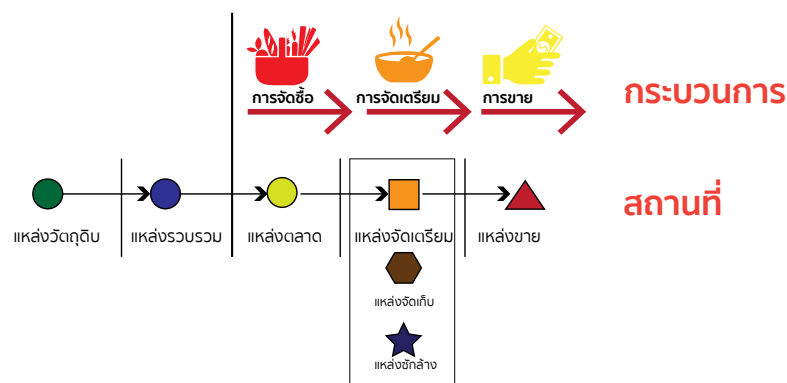 การจัดซื้อ
การจัดเตรียม
การขาย
กระบวนการ
แหล่งวัตถุดิบ
แหล่งรวบรวม
แหล่งตลาด
แหล่งจัดเตรียม
แหล่งขาย
สถานที่
แหล่งจัดเก็บ
แหล่งซักล้าง